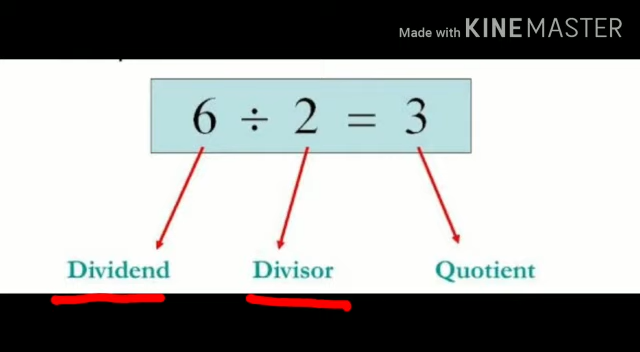 Made with KINEMASTER
6 ÷ 2 = 3
Dividend Divisor Quotient